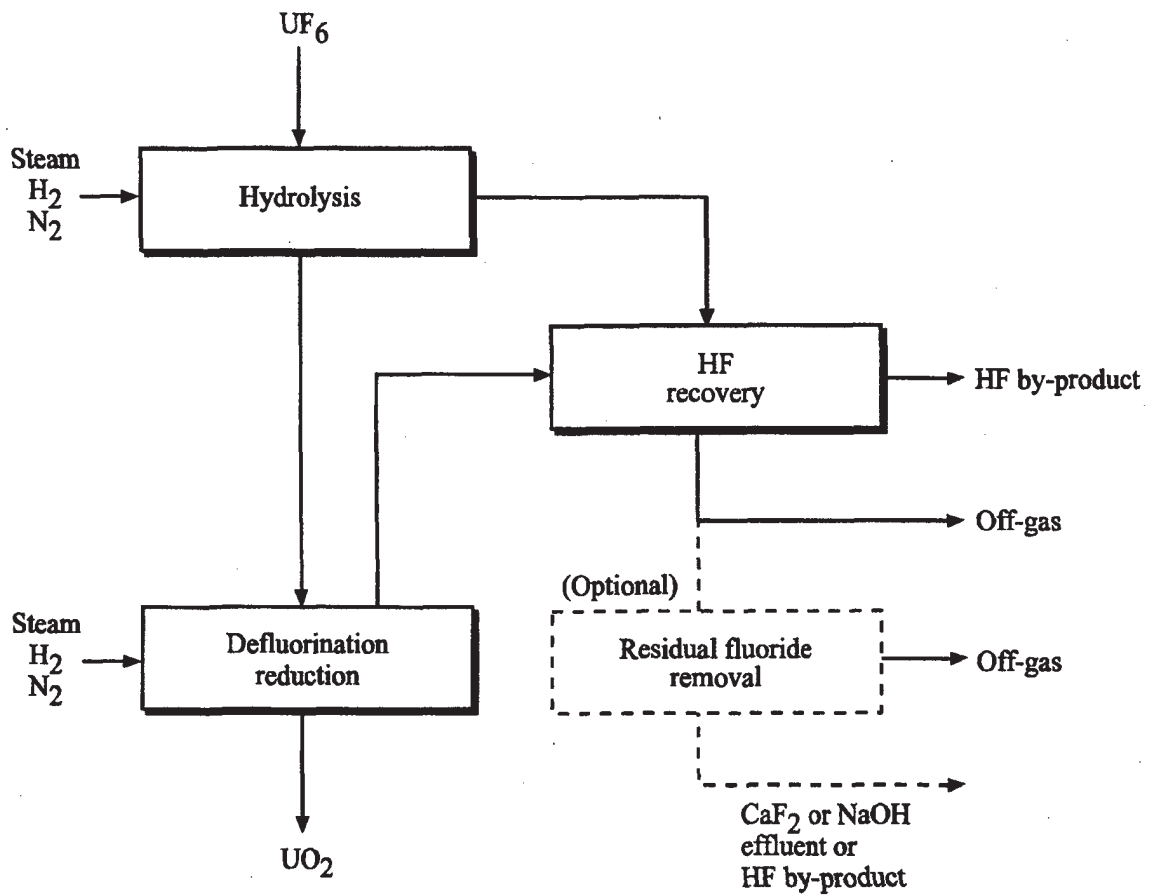 UF6
Steam
H2
N2
Hydrolysis
HF
recovery
HF by-product
Off-gas
(Optional)
Steam
H2
N2
Defluorination
reduction
Residual fluoride
removal
Off-gas
UO2
CaF2 or NaOH
effluent or
HF by-product